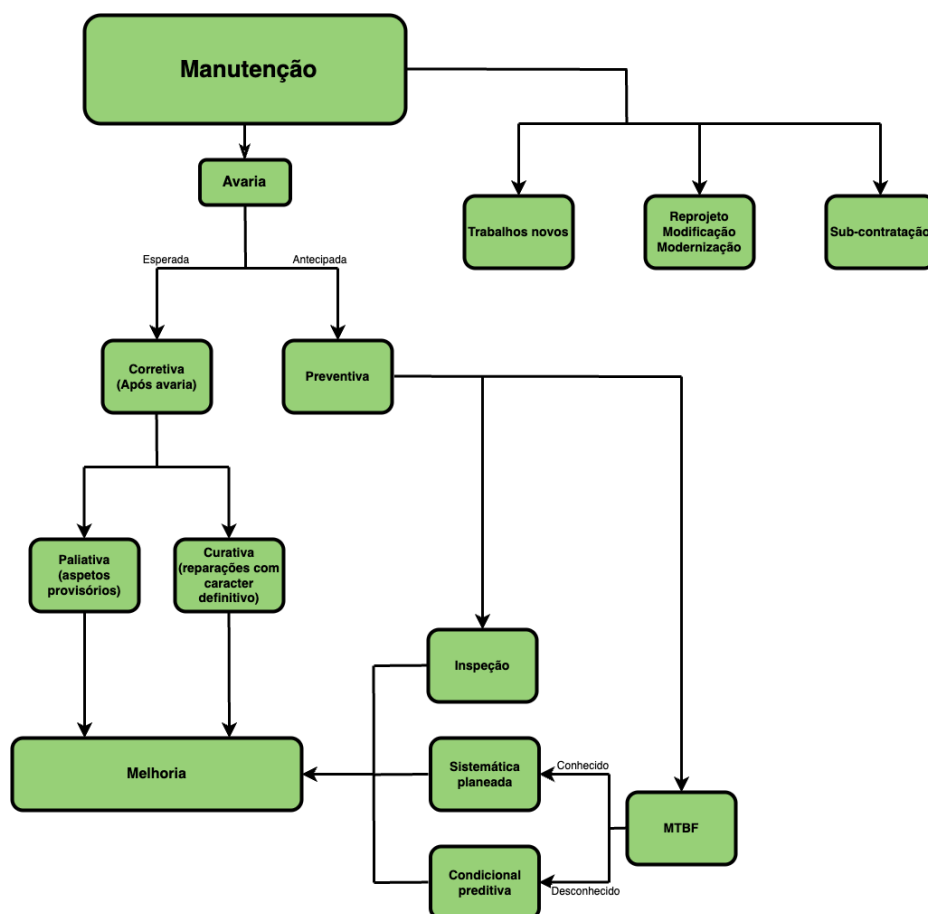 Manutenção
Avaria
Trabalhos novos
Reprojeto
Modificação
Modernização
Sub-contratação
Esperada
Antecipada
Corretiva
(Após avaria)
Preventiva
Paliativa
(aspetos
provisórios)
Curativa
(reparações com
caracter
definitivo)
Inspeção
Melhoria
Sistemática
planeada
Conhecido
MTBF
Condicional
preditiva
Desconhecido